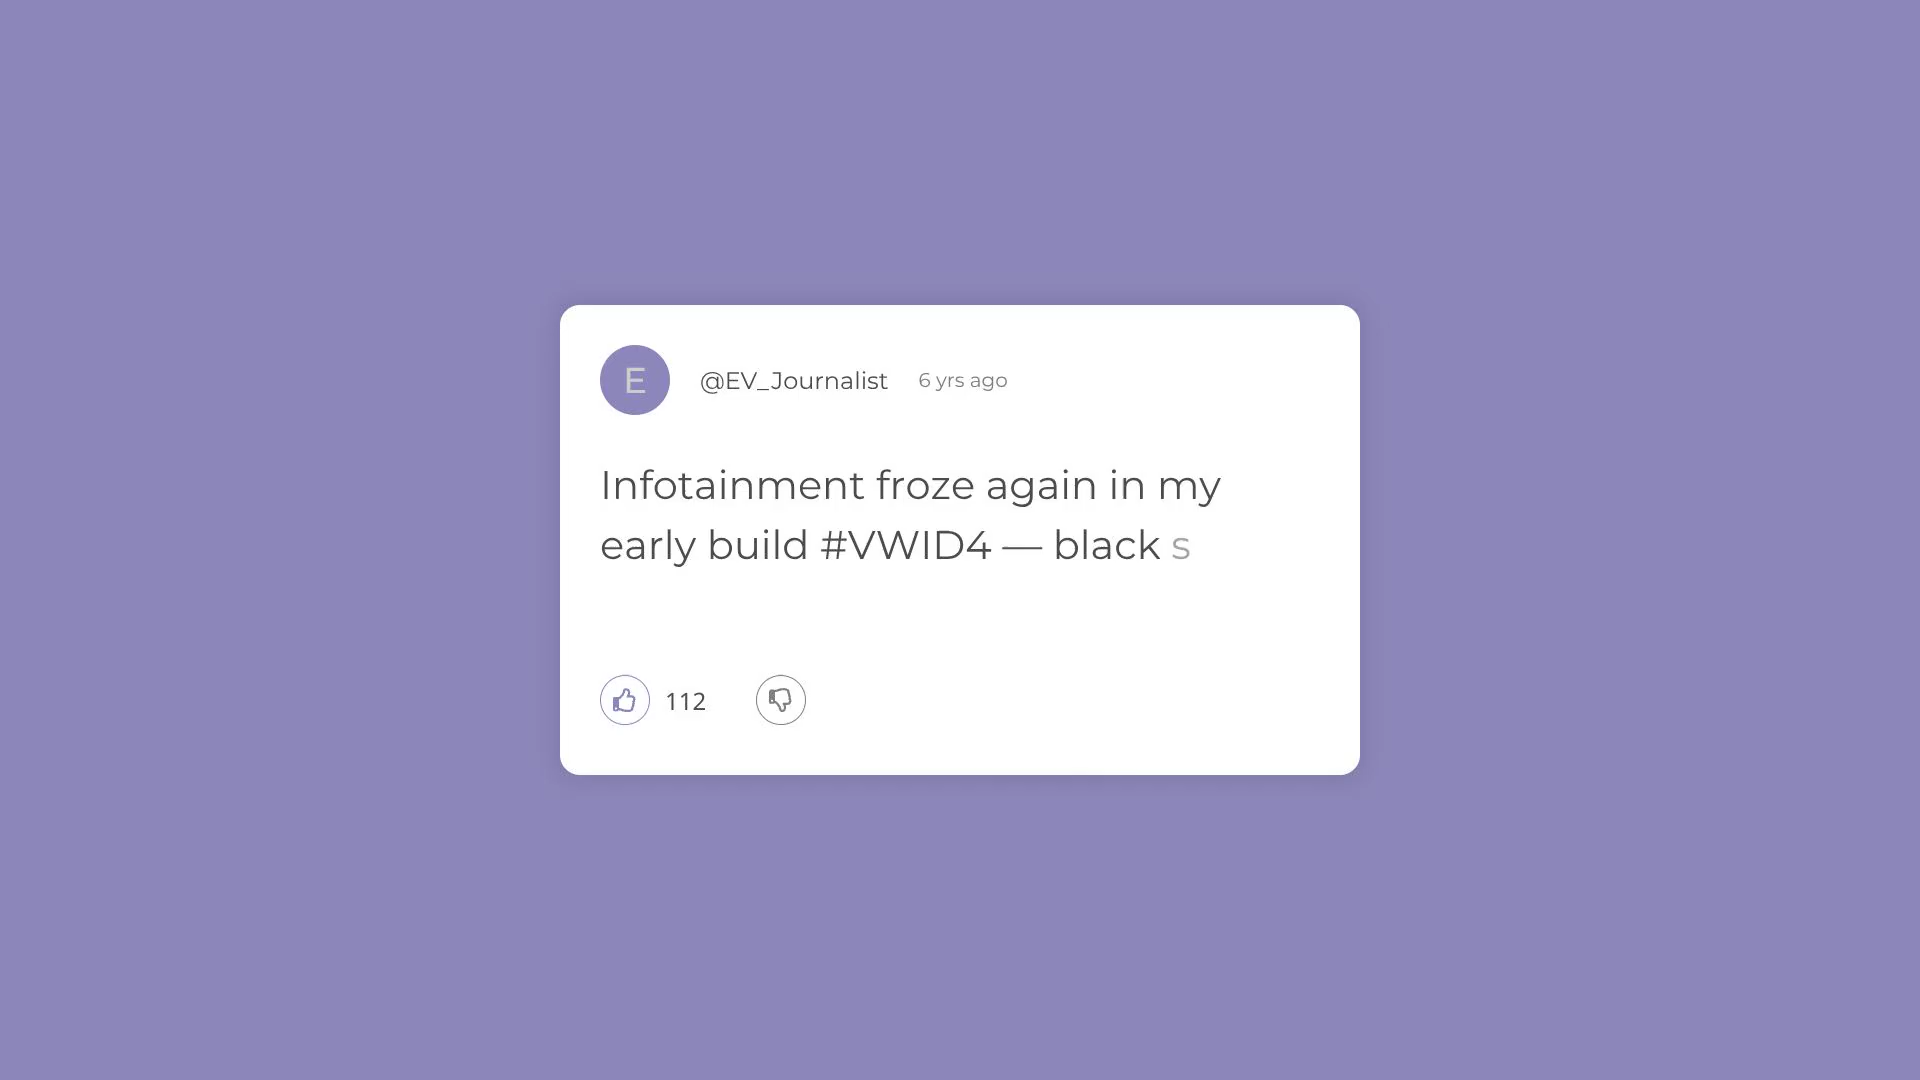 E
@EV_Journalist 6 yrs ago
Infotainment froze again in my
early build #VWID4 — black s
112